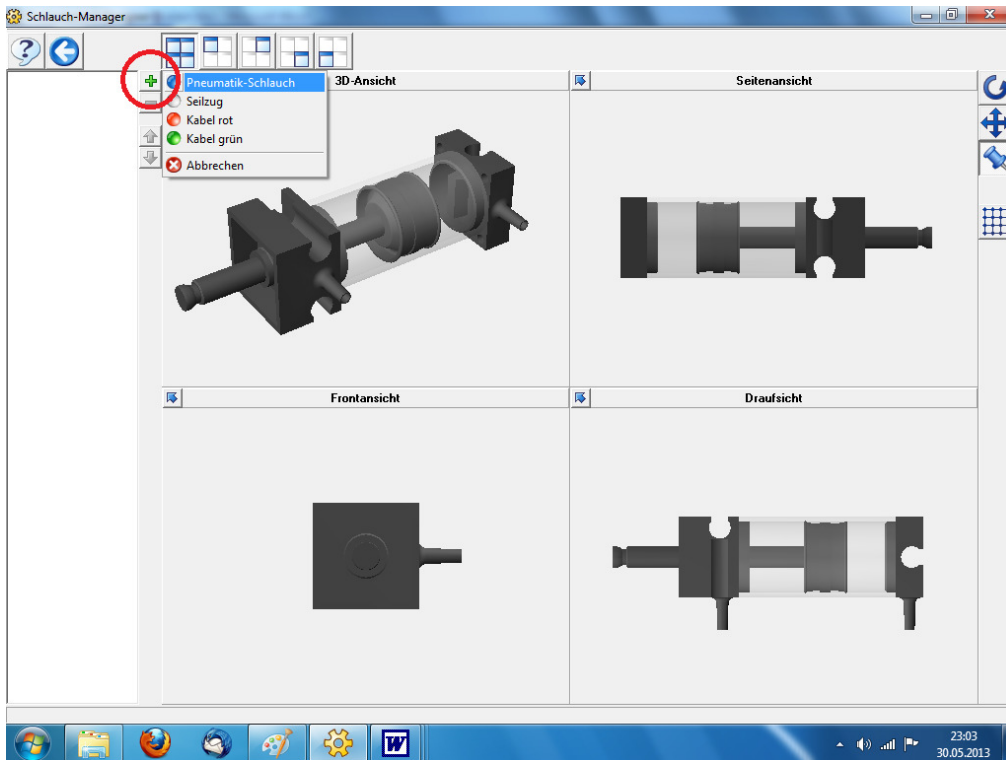 Schlauch-Manager
3D-Ansicht
Seitenansicht
Pneumatik-Schlauch
Seilzug
Kabel rot
Kabel grün
Abbrechen
Frontansicht
Draufsicht
23:03
30.05.2013